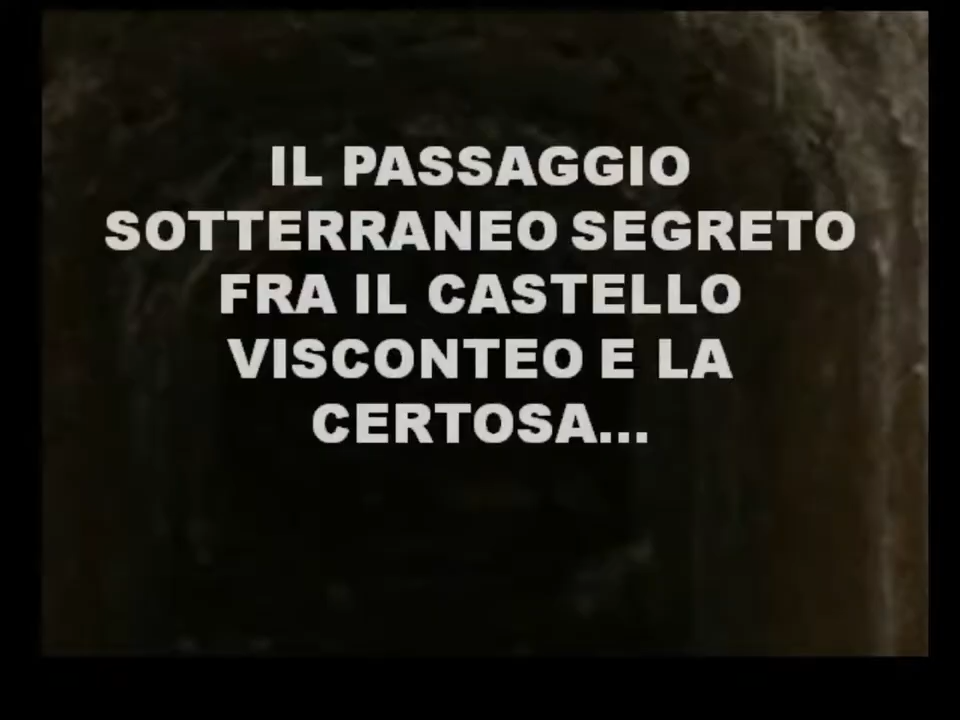 IL PASSAGGIO
SOTTERRANEO SEGRETO
FRA IL CASTELLO
VISCONTEO E LA
CERTOSA...